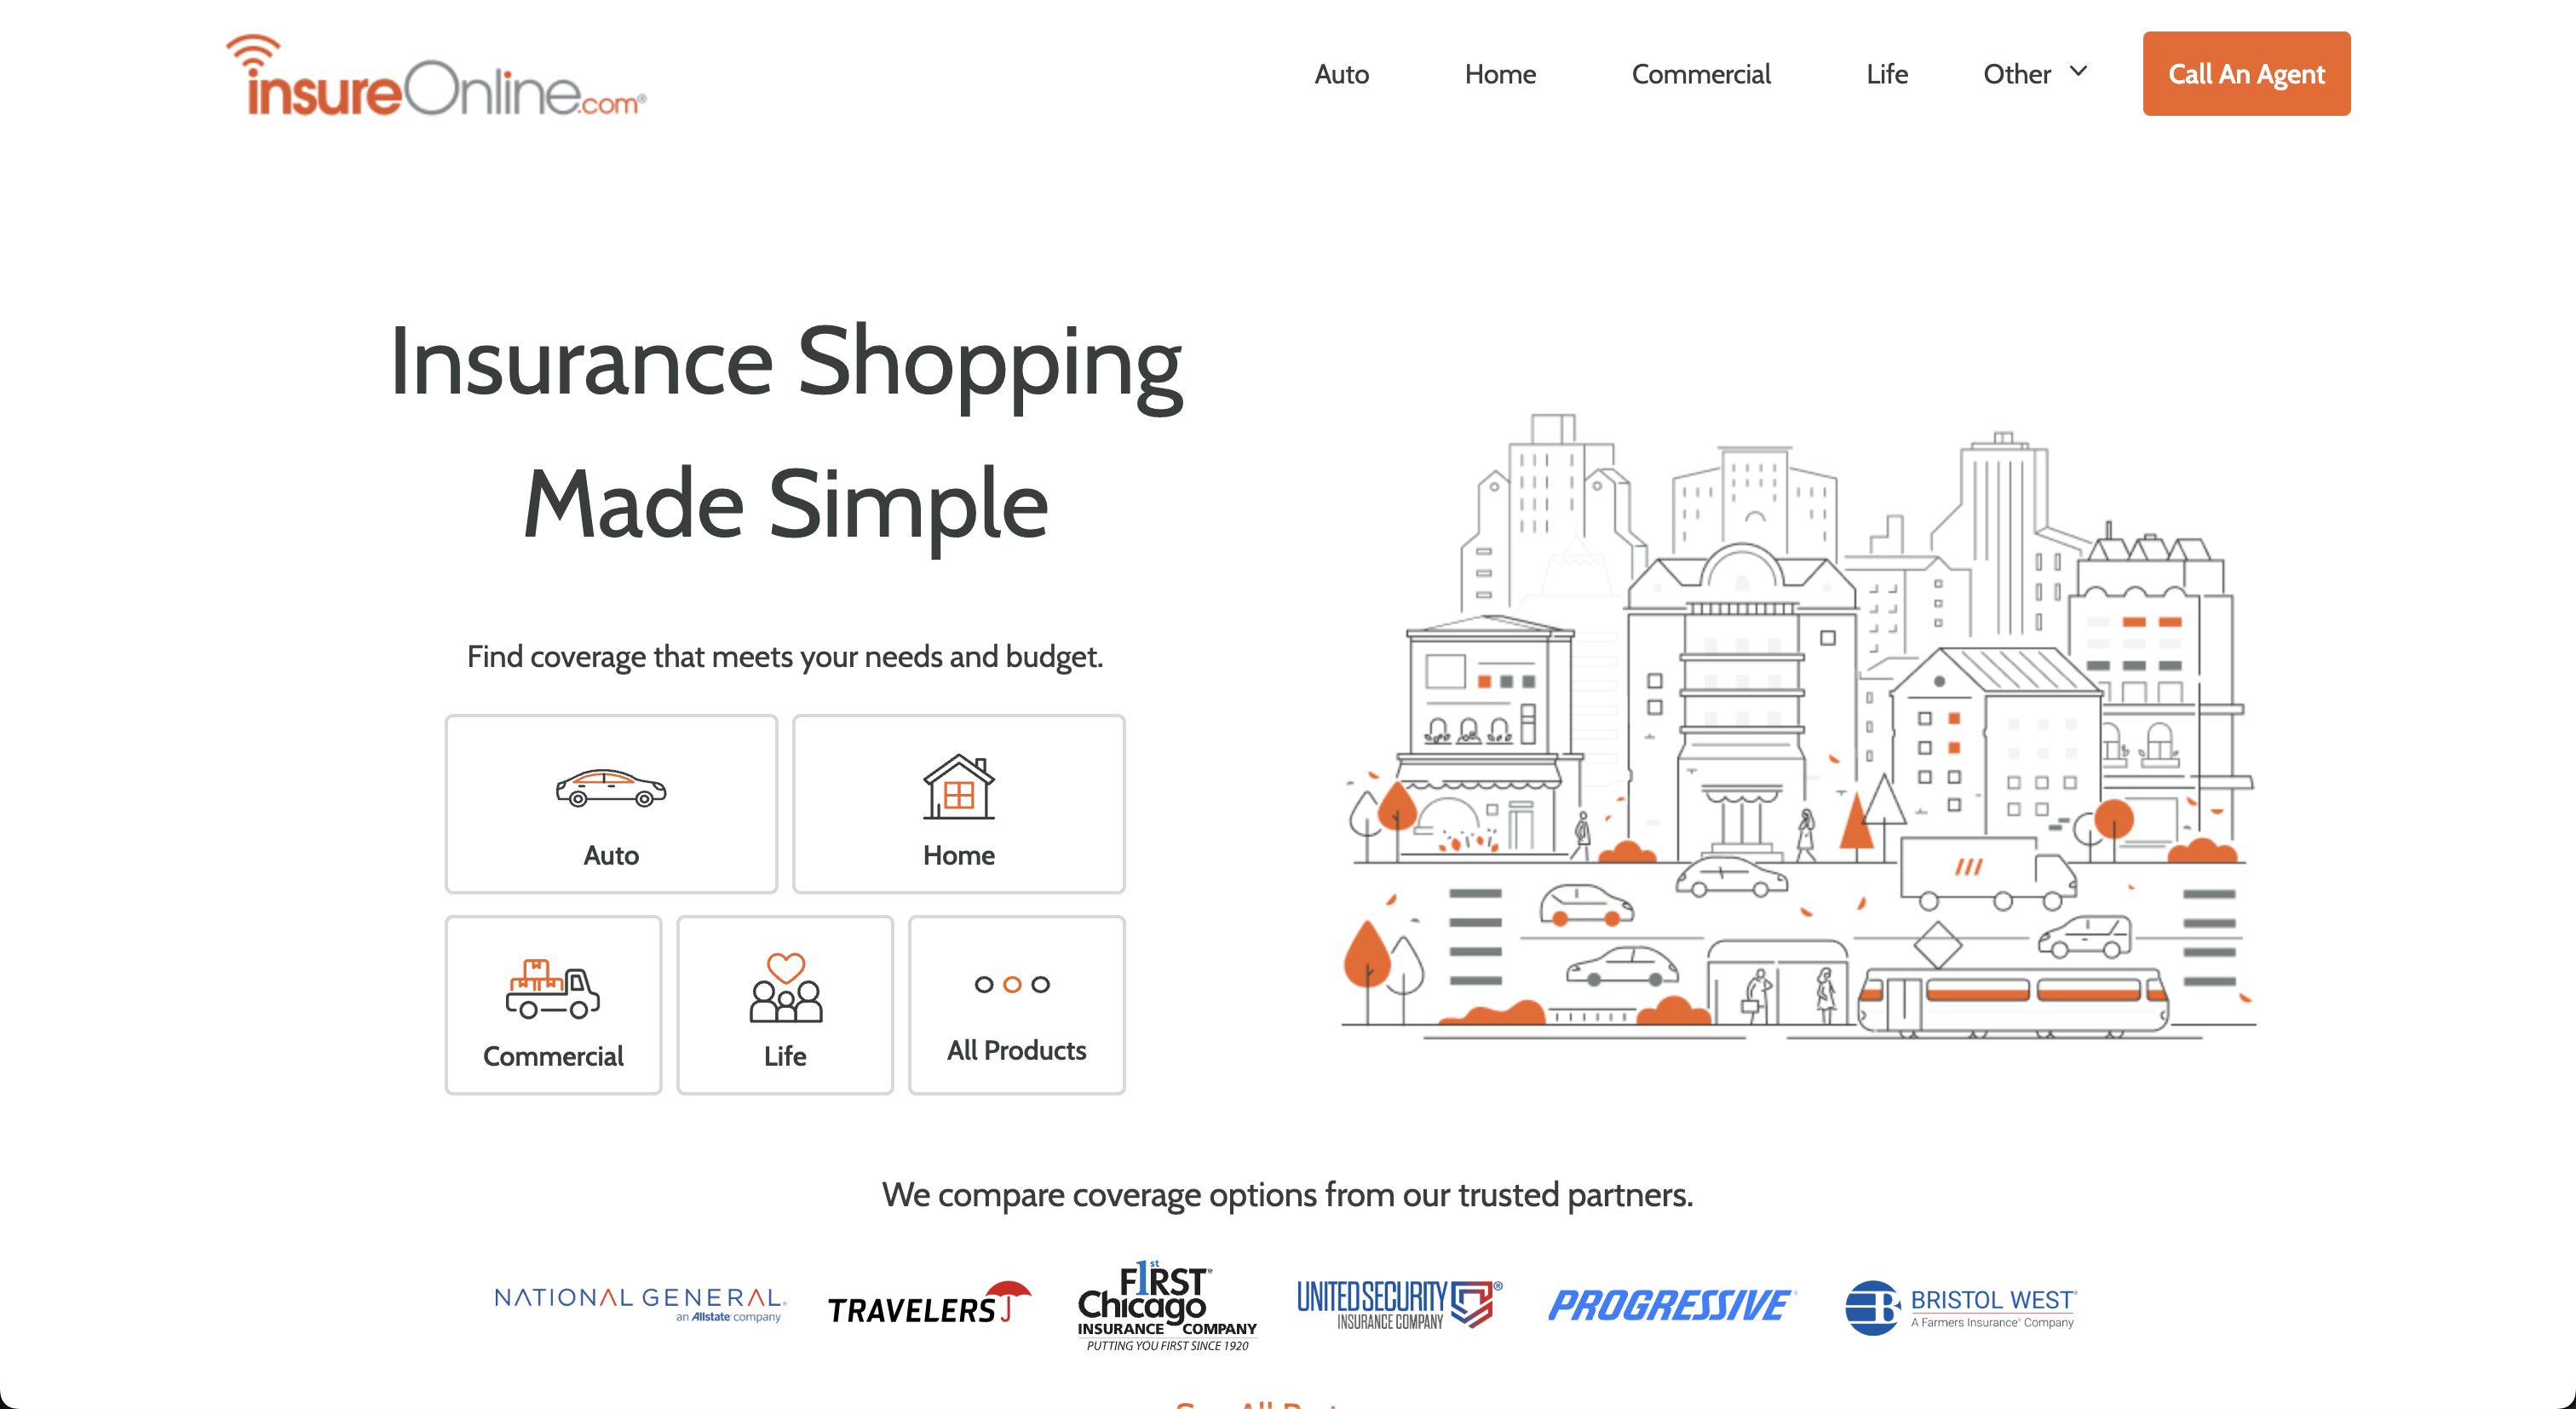 insureOnline.com®
Auto Home Commercial Life Other Call An Agent
Insurance Shopping
Made Simple
Find coverage that meets your needs and budget.
Auto Home
Commercial Life All Products
We compare coverage options from our trusted partners.
NATIONAL GENERAL®
an Allstate company
TRAVELERS
F1RST®
st
Chicago
INSURANCE COMPANY
PUTTING YOU FIRST SINCE 1920
UNITED SECURITY®
INSURANCE COMPANY
PROGRESSIVE
B BRISTOL WEST®
A Farmers Insurance® Company